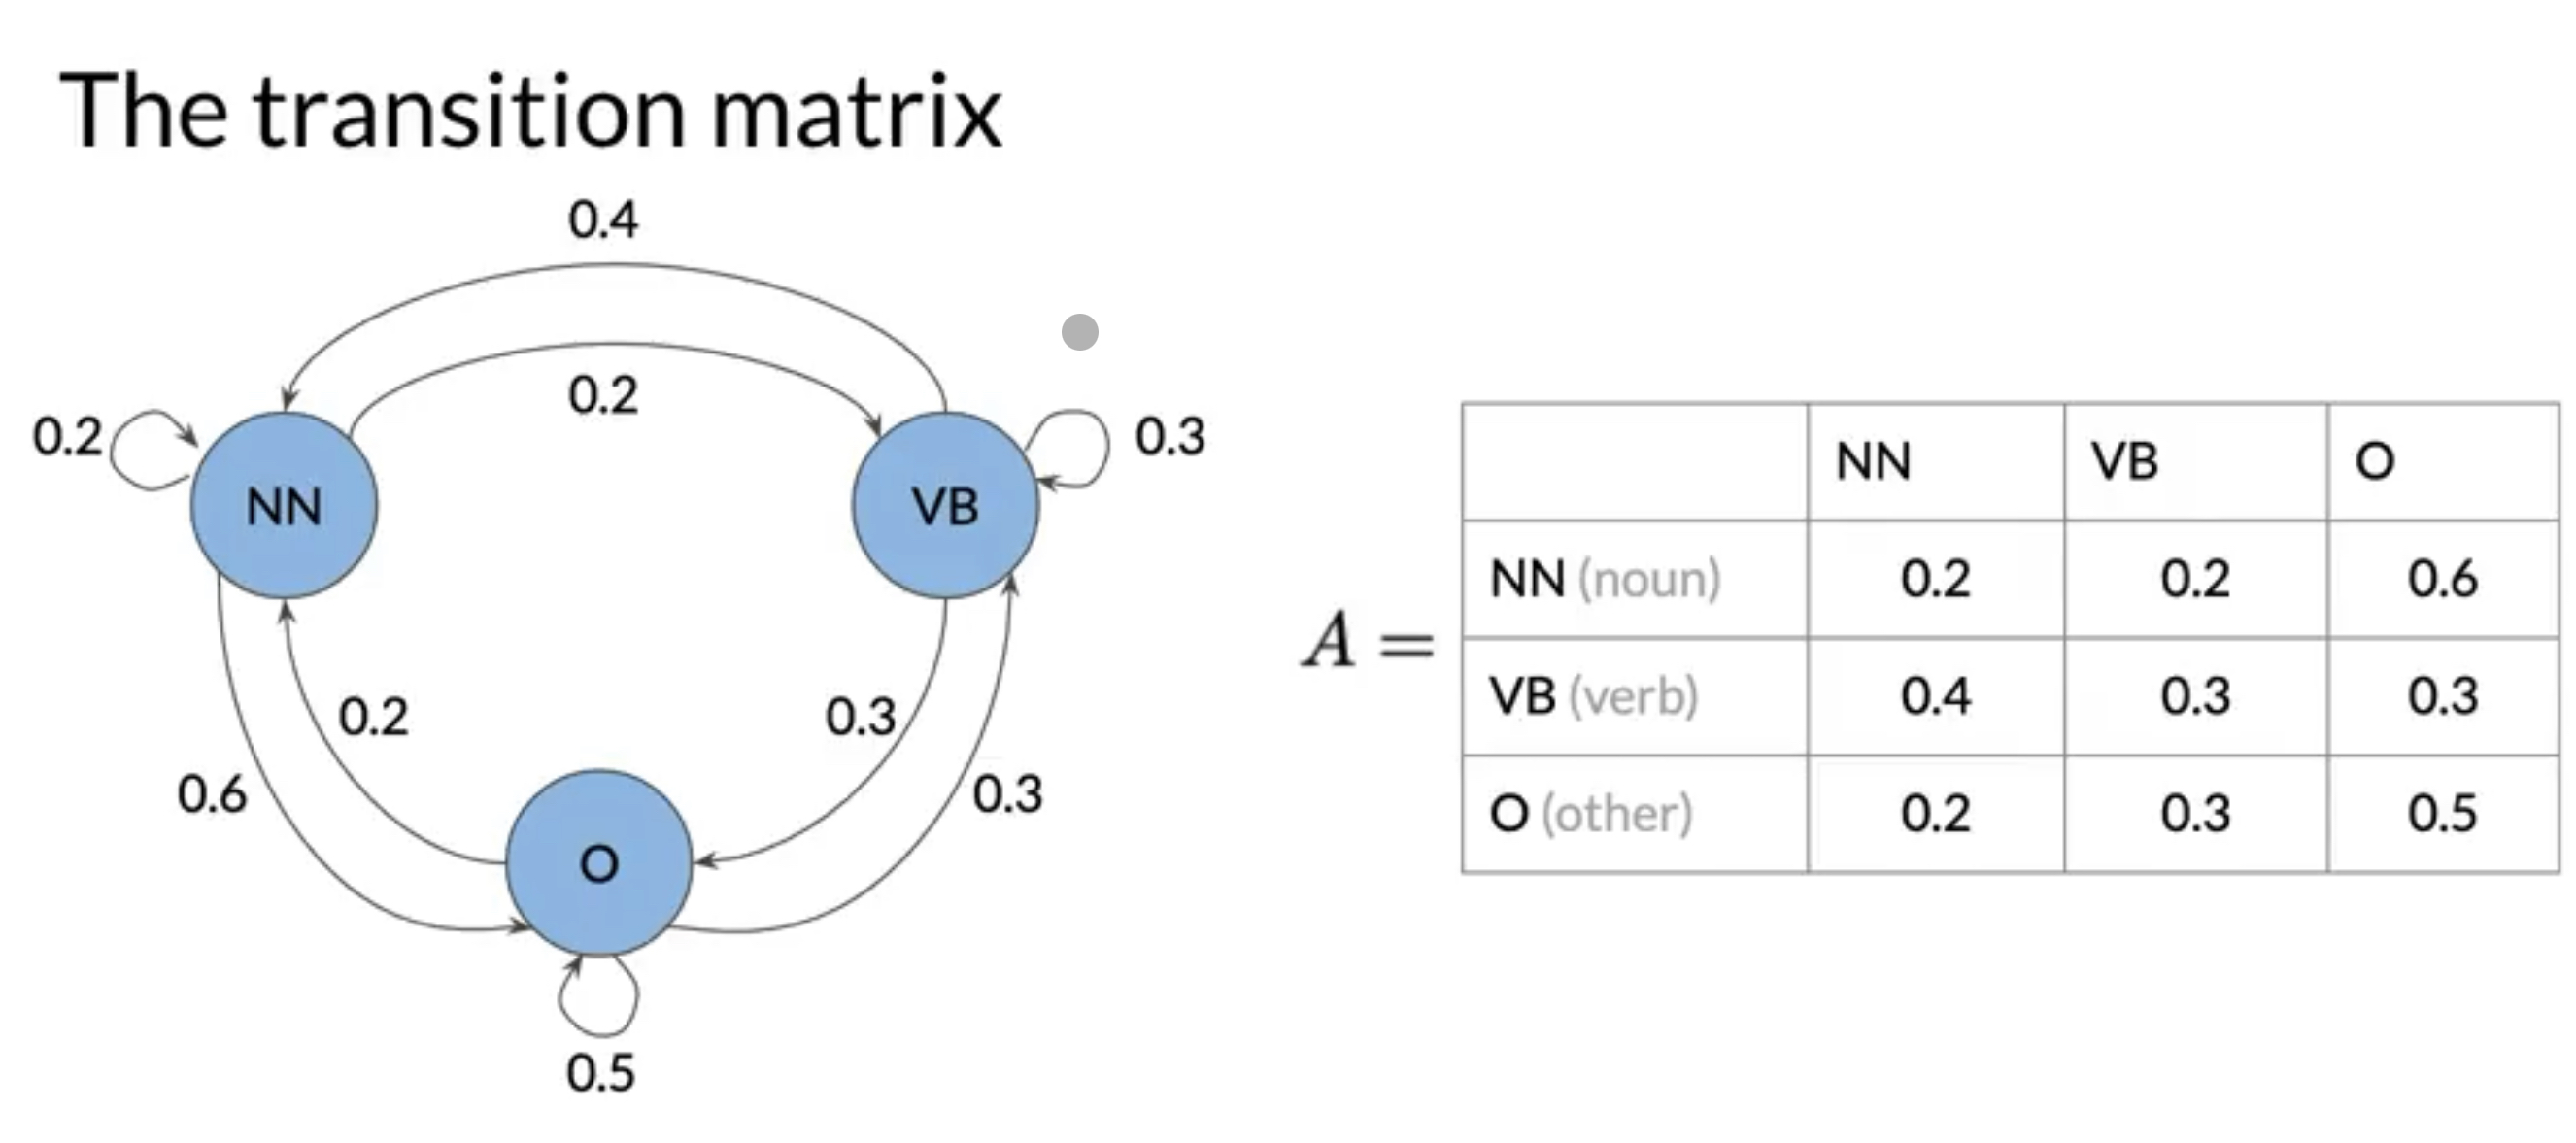 The transition matrix
0.4
0.2
0.2
0.3
NN
VB
0.2
0.3
0.6
0.3
O
0.5
A =
NN VB O
NN (noun) 0.2 0.2 0.6
VB (verb) 0.4 0.3 0.3
O (other) 0.2 0.3 0.5